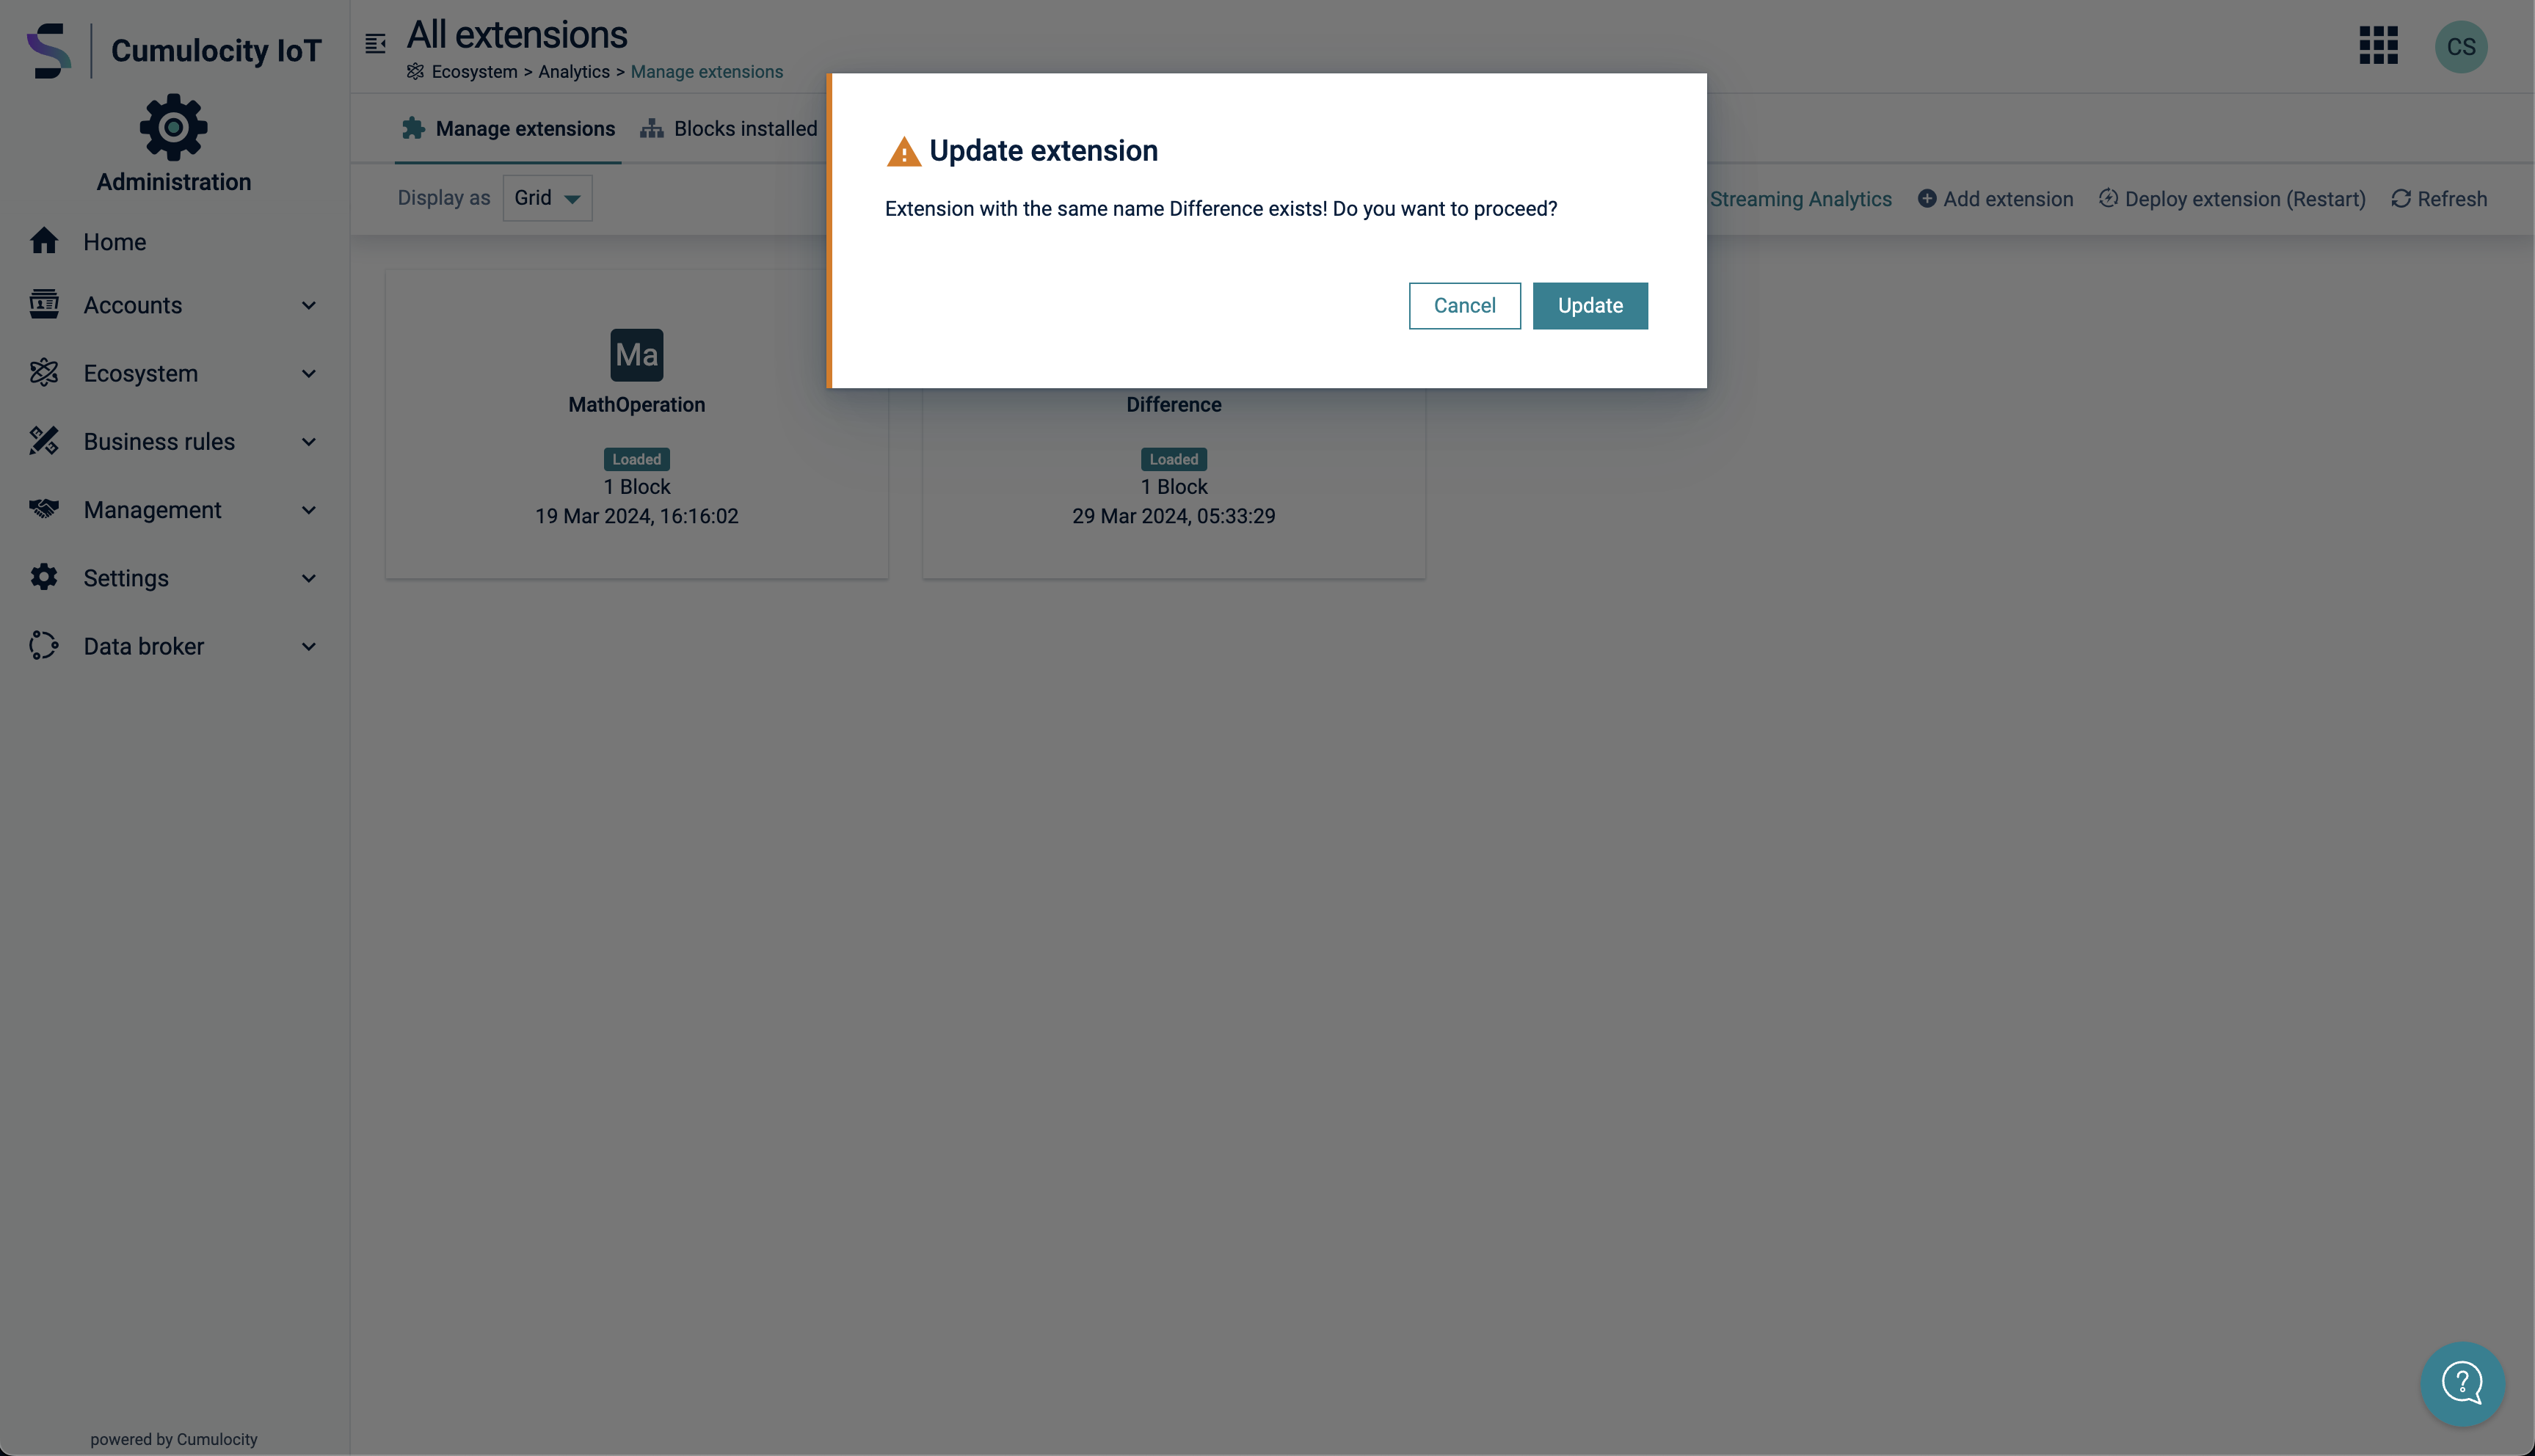 Cumulocity IoT
Administration
Home
Accounts
Ecosystem
Business rules
Management
Settings
Data broker
powered by Cumulocity
All extensions
Ecosystem > Analytics > Manage extensions
CS
Manage extensions
Blocks installed
Display as
Grid
Streaming Analytics
Add extension
Deploy extension (Restart)
Refresh
Update extension
Extension with the same name Difference exists! Do you want to proceed?
Cancel
Update
Ma
MathOperation
Loaded
1 Block
19 Mar 2024, 16:16:02
Difference
Loaded
1 Block
29 Mar 2024, 05:33:29